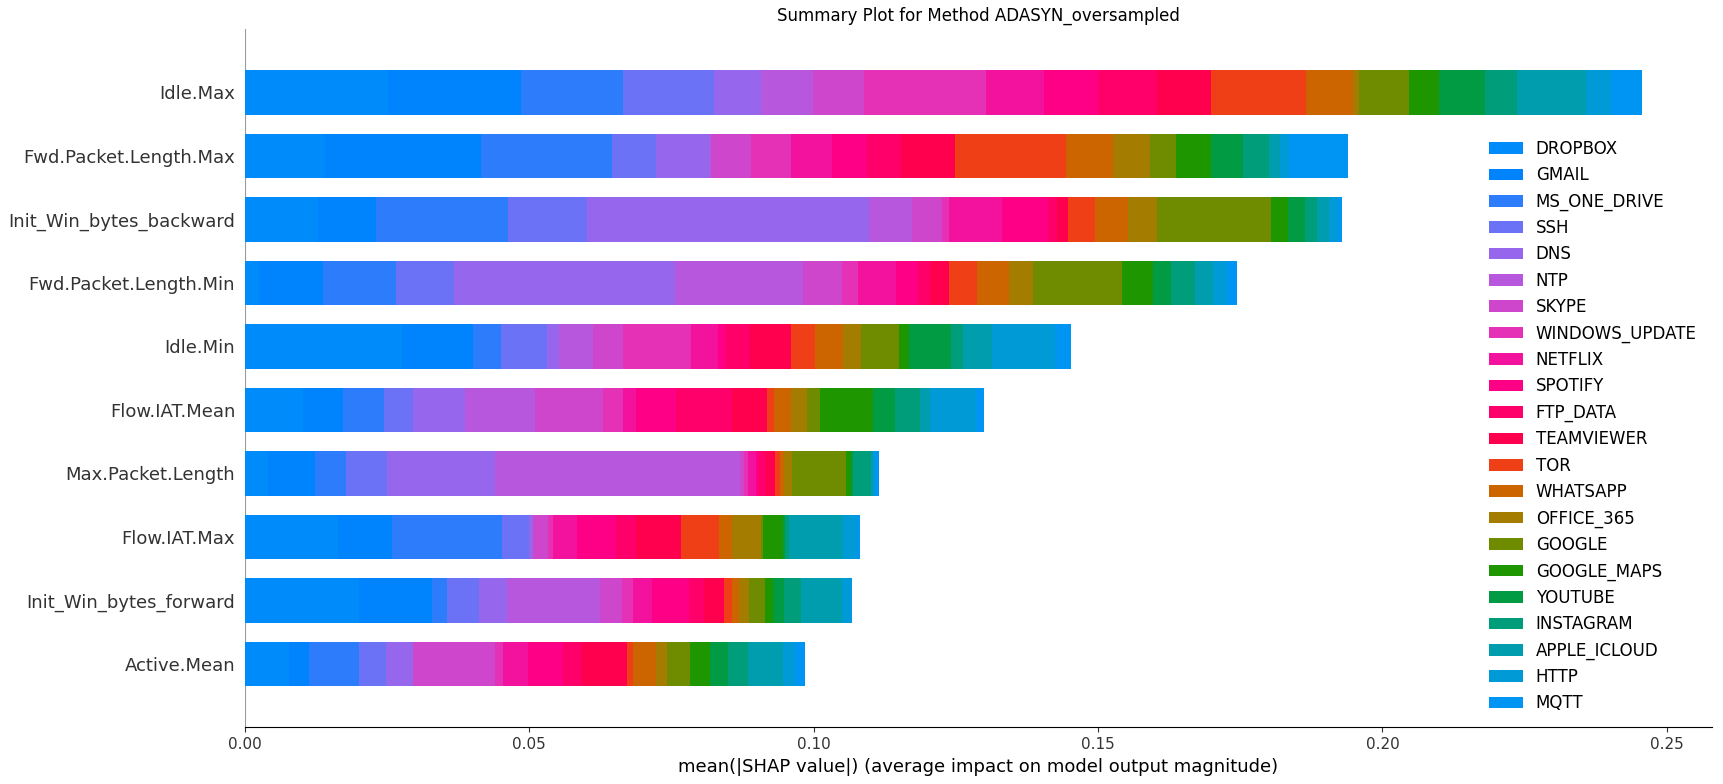 Summary Plot for Method ADASYN_oversampled
Idle.Max
Fwd.Packet.Length.Max
Init_Win_bytes_backward
Fwd.Packet.Length.Min
Idle.Min
Flow.IAT.Mean
Max.Packet.Length
Flow.IAT.Max
Init_Win_bytes_forward
Active.Mean
DROPBOX
GMAIL
MS_ONE_DRIVE
SSH
DNS
NTP
SKYPE
WINDOWS_UPDATE
NETFLIX
SPOTIFY
FTP_DATA
TEAMVIEWER
TOR
WHATSAPP
OFFICE_365
GOOGLE
GOOGLE_MAPS
YOUTUBE
INSTAGRAM
APPLE_ICLOUD
HTTP
MQTT
0.00 0.05 0.10 0.15 0.20 0.25
mean(|SHAP value|) (average impact on model output magnitude)